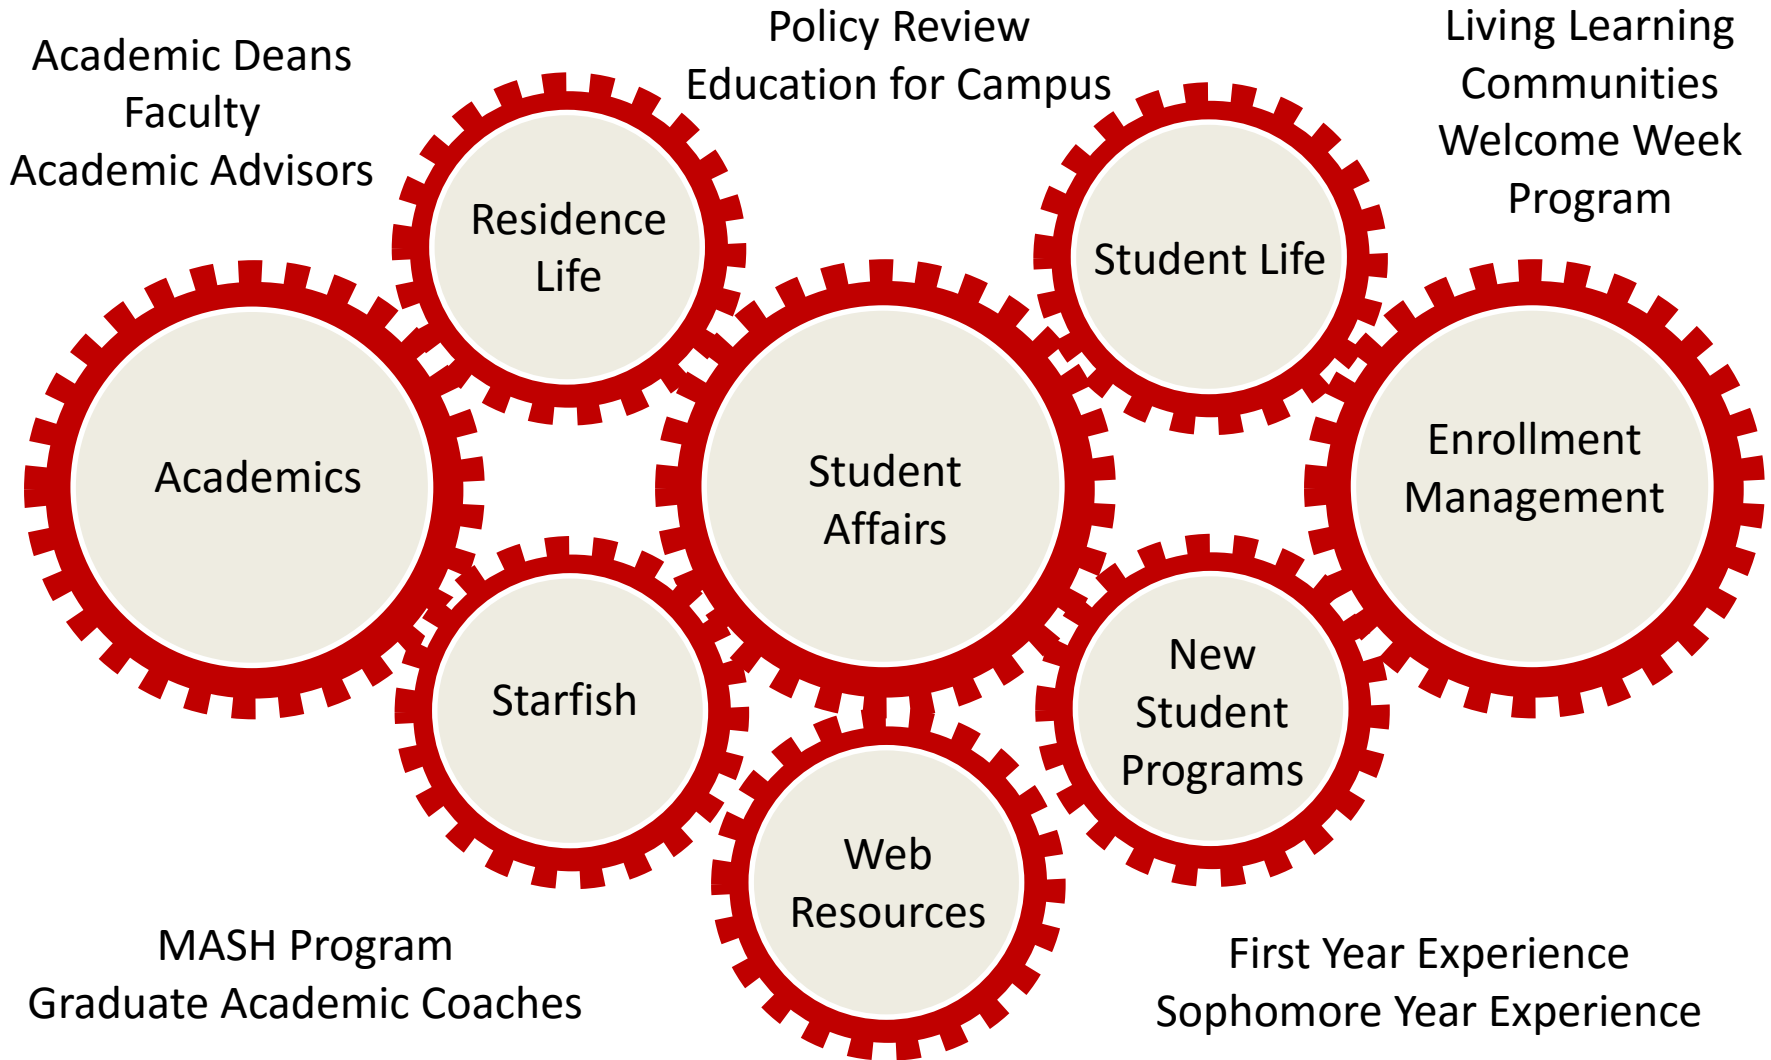 Academic Deans
Faculty
Academic Advisors
Policy Review
Education for Campus
Living Learning
Communities
Welcome Week
Program
Residence
Life
Student Life
Academics
Student
Affairs
Enrollment
Management
Starfish
New
Student
Programs
Web
Resources
MASH Program
Graduate Academic Coaches
First Year Experience
Sophomore Year Experience